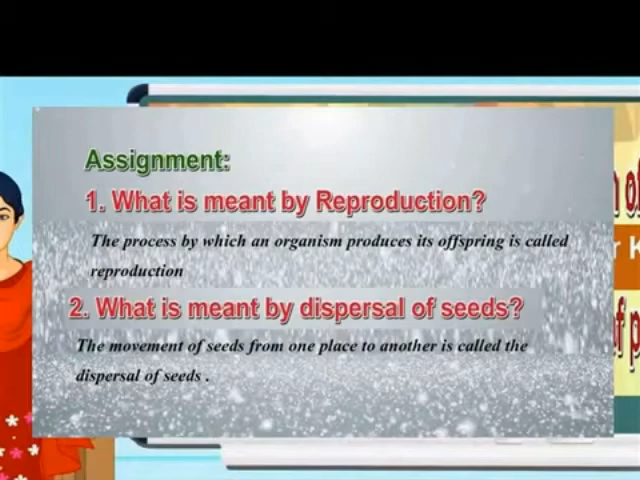 Assignment:
1. What is meant by Reproduction?
The process by which an organism produces its offspring is called
reproduction
2. What is meant by dispersal of seeds?
The movement of seeds from one place to another is called the
dispersal of seeds .